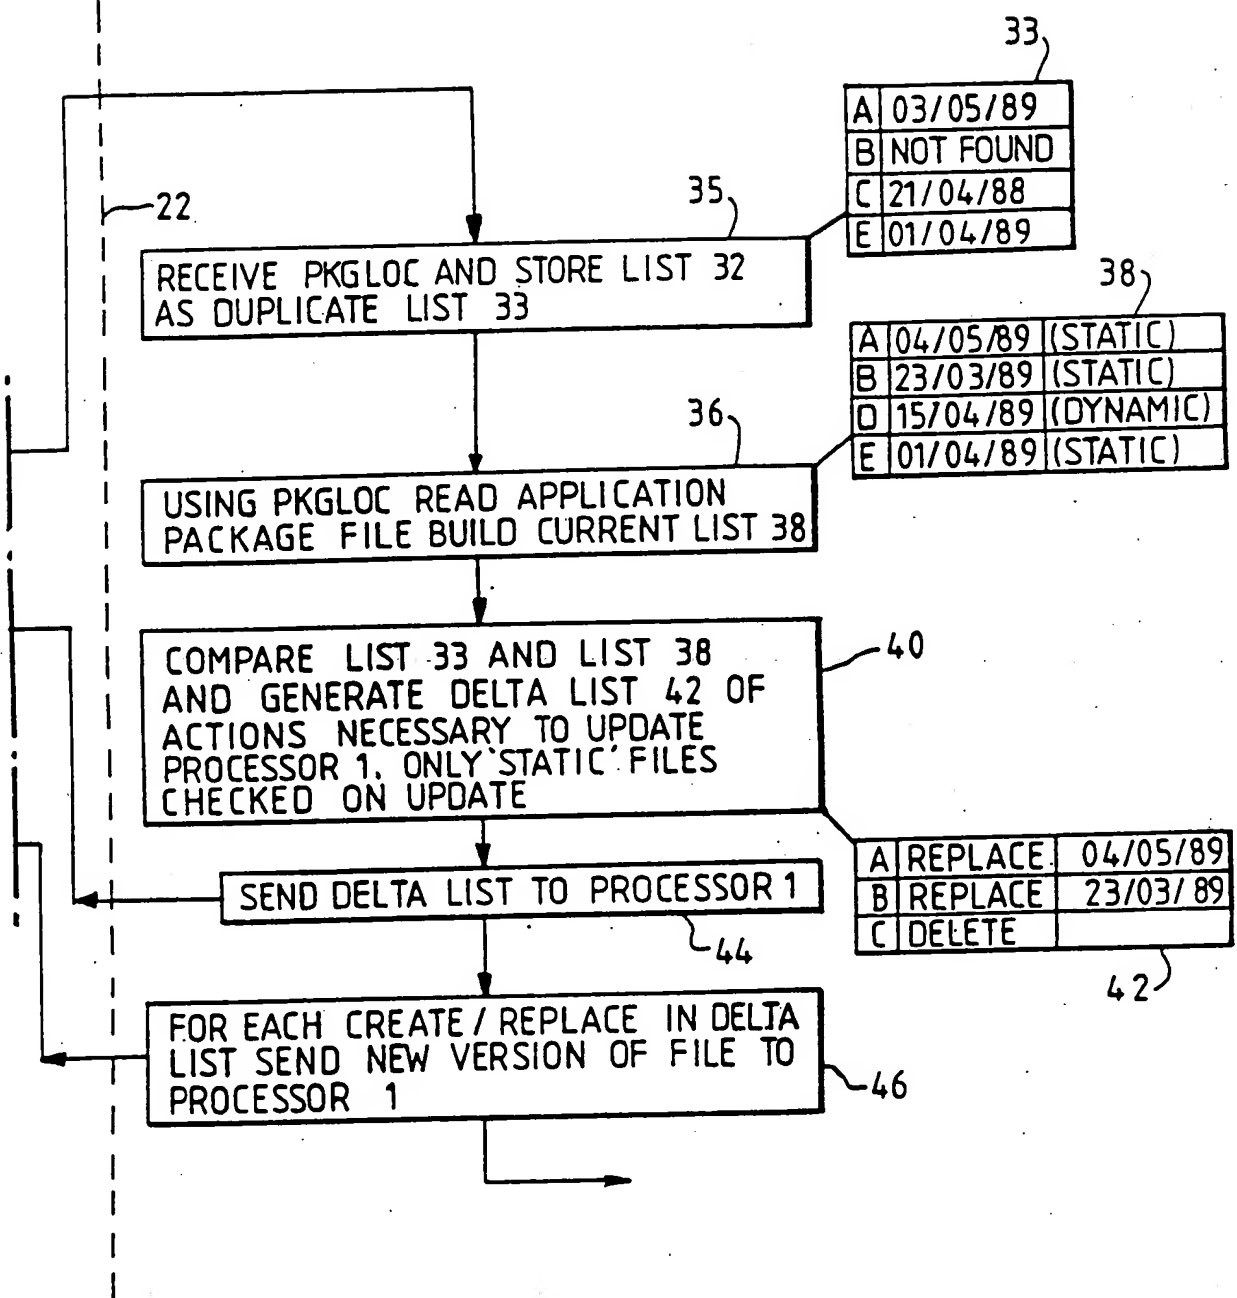 33
A 03/05/89
B NOT FOUND
C 21/04/88
E 01/04/89
22
35
RECEIVE PKGLOC AND STORE LIST 32
AS DUPLICATE LIST 33
38
A 04/05/89 (STATIC)
B 23/03/89 (STATIC)
D 15/04/89 (DYNAMIC)
E 01/04/89 (STATIC)
36
USING PKGLOC READ APPLICATION
PACKAGE FILE BUILD CURRENT LIST 38
40
COMPARE LIST 33 AND LIST 38
AND GENERATE DELTA LIST 42 OF
ACTIONS NECESSARY TO UPDATE
PROCESSOR 1. ONLY 'STATIC' FILES
CHECKED ON UPDATE
A REPLACE 04/05/89
B REPLACE 23/03/89
C DELETE
42
SEND DELTA LIST TO PROCESSOR 1
44
FOR EACH CREATE / REPLACE IN DELTA
LIST SEND NEW VERSION OF FILE TO
PROCESSOR 1
46